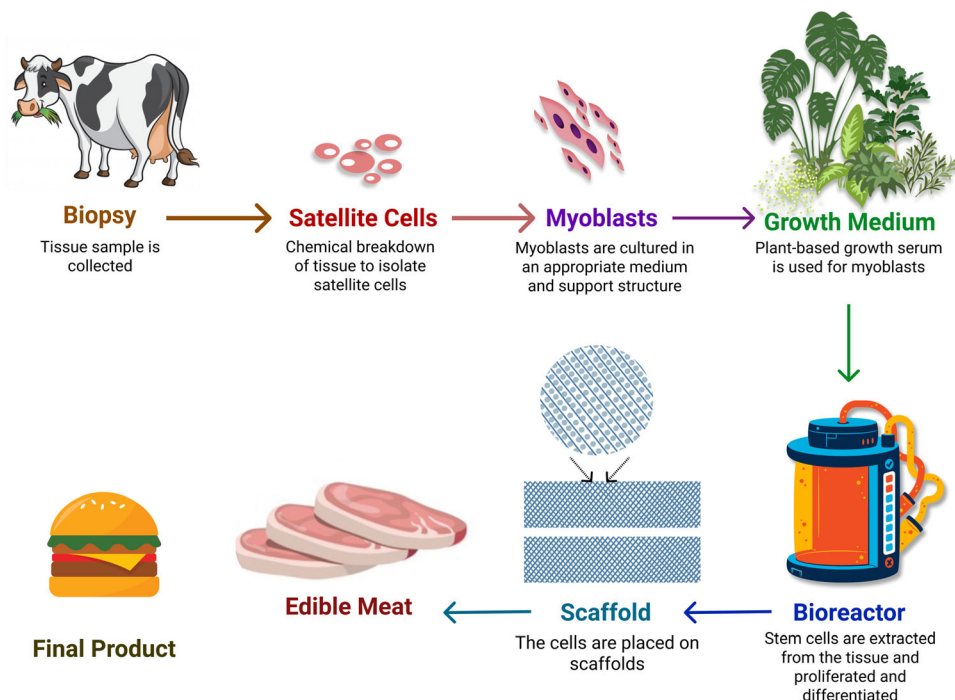 Biopsy
Tissue sample is
collected
Satellite Cells
Chemical breakdown
of tissue to isolate
satellite cells
Myoblasts
Myoblasts are cultured in
an appropriate medium
and support structure
Growth Medium
Plant-based growth serum
is used for myoblasts
Final Product
Edible Meat
Scaffold
The cells are placed on
scaffolds
Bioreactor
Stem cells are extracted
from the tissue and
proliferated and
differentiated